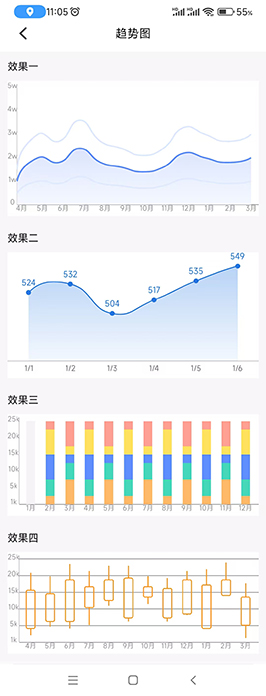 11:05 55%
趋势图
效果一
5w
4w
3w
2w
1w
0
4月 5月 6月 7月 8月 9月 10月 11月 12月 1月 2月 3月
效果二
524 532 504 517 535 549
1/1 1/2 1/3 1/4 1/5 1/6
效果三
25k
20k
15k
10k
5k
1k
1月 2月 3月 4月 5月 6月 7月 8月 9月 10月 11月 12月
效果四
25k
20k
15k
10k
5k
1k
4月 5月 6月 7月 8月 9月 10月 11月 12月 1月 2月 3月